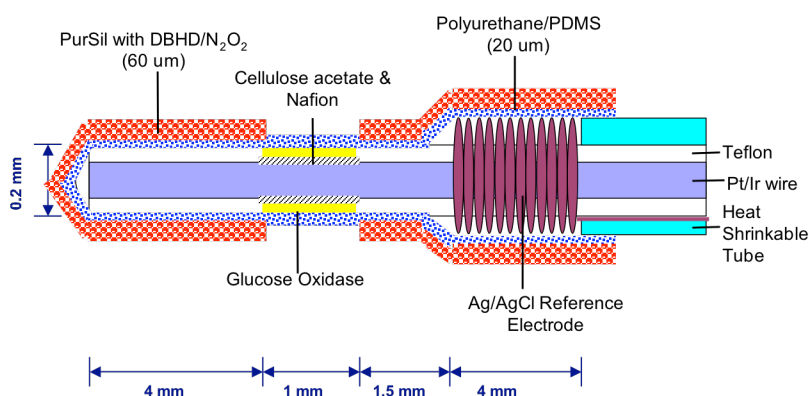 PurSil with DBHD/N₂O₂
(60 um)
Polyurethane/PDMS
(20 um)
Cellulose acetate &
Nafion
0.2 mm
Teflon
Pt/Ir wire
Heat
Shrinkable
Tube
Glucose Oxidase
Ag/AgCl Reference
Electrode
4 mm
1 mm
1.5 mm
4 mm